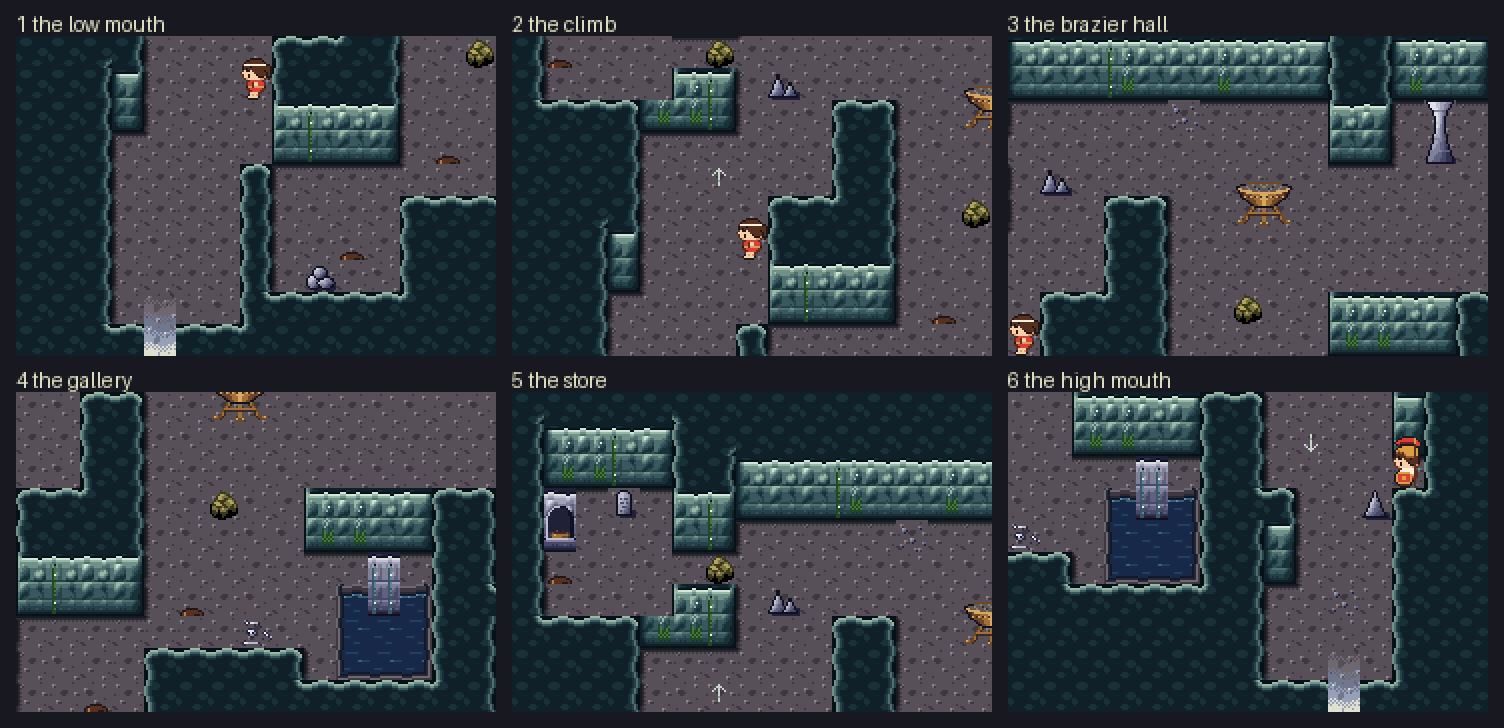 1 the low mouth
2 the climb
3 the brazier hall
4 the gallery
5 the store
6 the high mouth